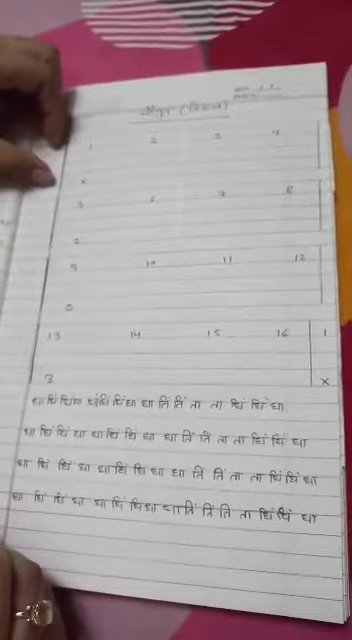 (तिगुन)
1 2 3 4
x
5 6 7 8
2
9 10 11 12
0
13 14 15 16 1
3 x
धा धिं धिं धा धा धिं धिं धा धा तिं तिं ता ता धिं धिं धा
धा धिं धिं धा धा धिं धिं धा धा तिं तिं ता ता धिं धिं धा
धा धिं धिं धा धा धिं धिं धा धा तिं तिं ता ता धिं धिं धा
धा धिं धिं धा धा धिं धिं धा धा तिं तिं ति ता धिं धिं धा